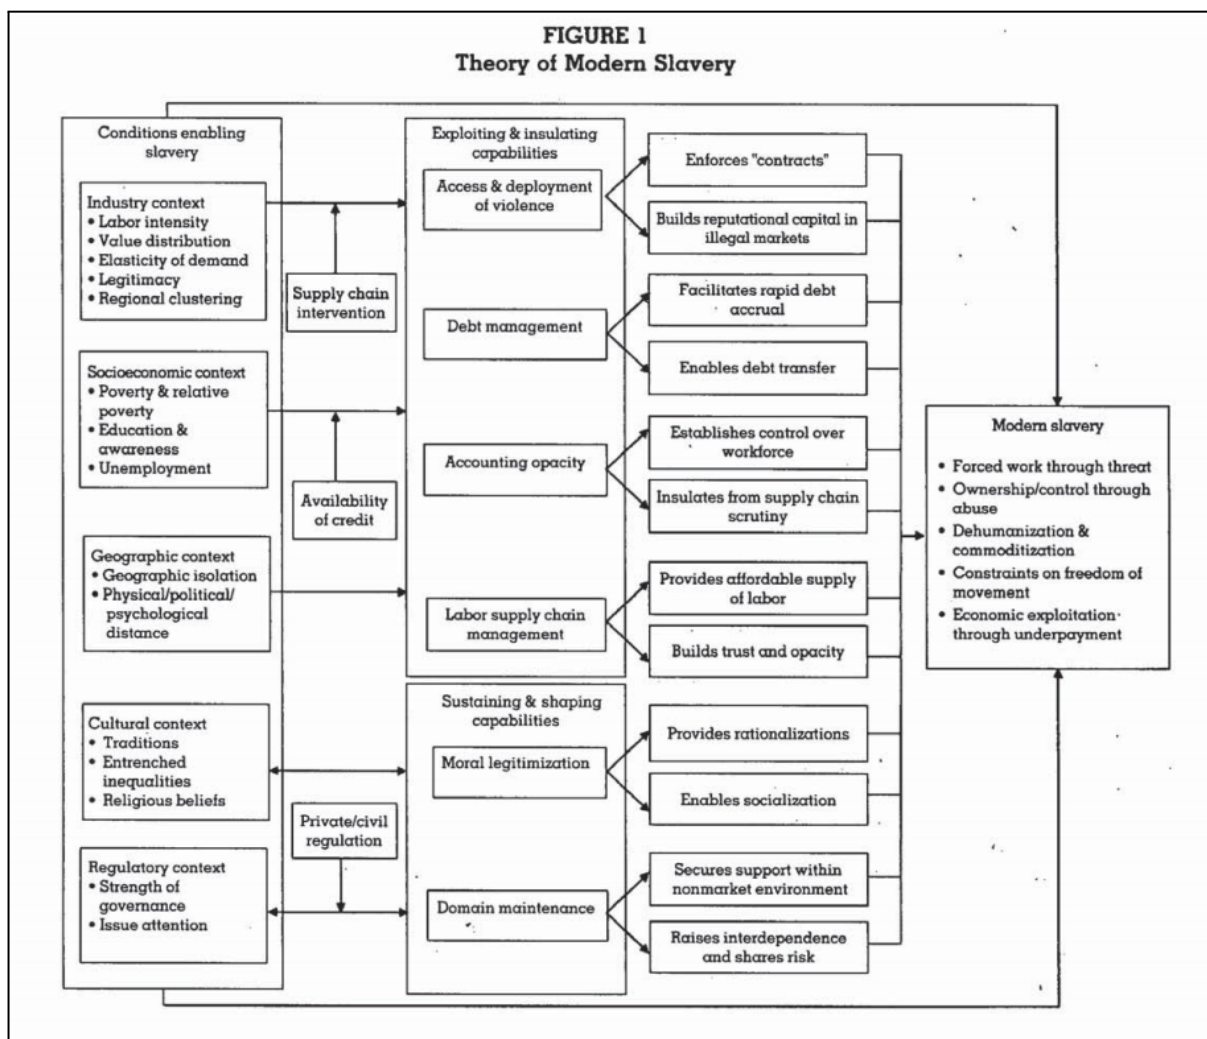 FIGURE 1
Theory of Modern Slavery
Conditions enabling
slavery
Industry context
• Labor intensity
• Value distribution
• Elasticity of demand
• Legitimacy
• Regional clustering
Socioeconomic context
• Poverty & relative
poverty
• Education &
awareness
• Unemployment
Geographic context
• Geographic isolation
• Physical/political/
psychological
distance
Cultural context
• Traditions
• Entrenched
inequalities
• Religious beliefs
Regulatory context
• Strength of
governance
• Issue attention
Supply chain
intervention
Availability
of credit
Private/civil
regulation
Exploiting & insulating
capabilities
Access & deployment
of violence
Debt management
Accounting opacity
Labor supply chain
management
Sustaining & shaping
capabilities
Moral legitimization
Domain maintenance
Enforces "contracts"
Builds reputational capital in
illegal markets
Facilitates rapid debt
accrual
Enables debt transfer
Establishes control over
workforce
Insulates from supply chain
scrutiny
Provides affordable supply
of labor
Builds trust and opacity
Provides rationalizations
Enables socialization
Secures support within
nonmarket environment
Raises interdependence
and shares risk
Modern slavery
• Forced work through threat
• Ownership/control through
abuse
• Dehumanization &
commoditization
• Constraints on freedom of
movement
• Economic exploitation
through underpayment